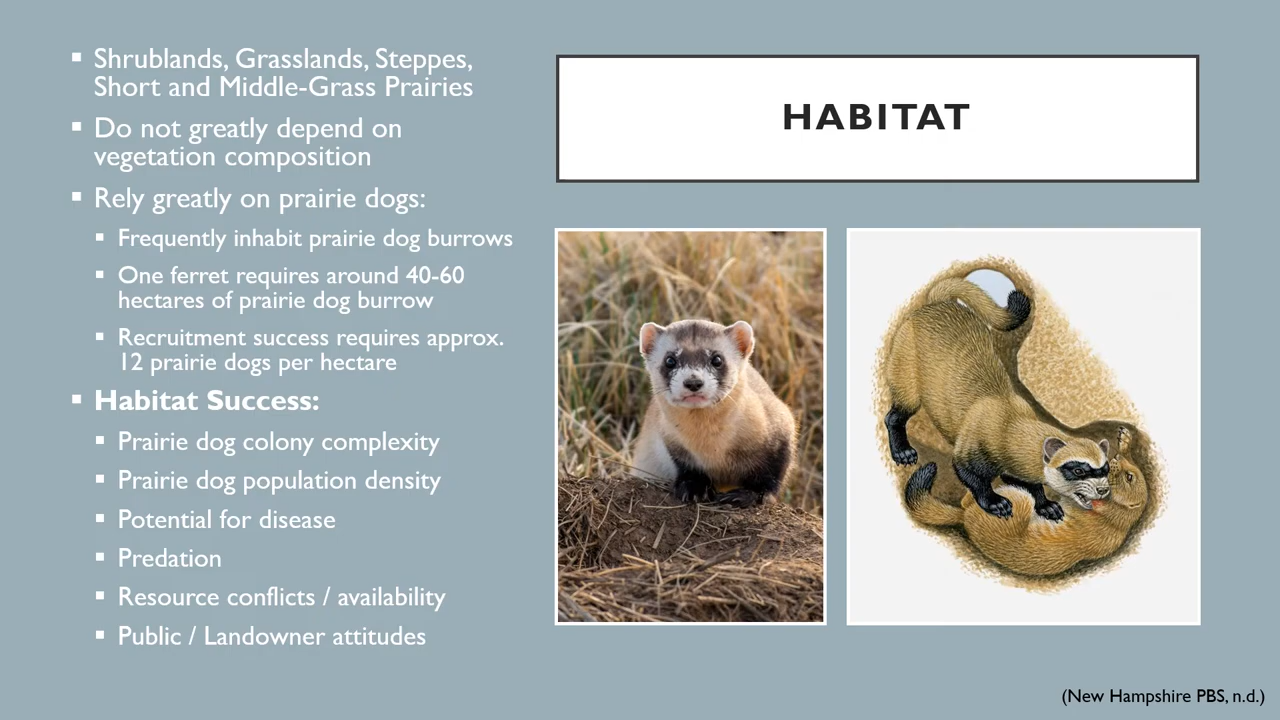 ▪ Shrublands, Grasslands, Steppes,
Short and Middle-Grass Prairies
▪ Do not greatly depend on
vegetation composition
▪ Rely greatly on prairie dogs:
▪ Frequently inhabit prairie dog burrows
▪ One ferret requires around 40-60
hectares of prairie dog burrow
▪ Recruitment success requires approx.
12 prairie dogs per hectare
▪ Habitat Success:
▪ Prairie dog colony complexity
▪ Prairie dog population density
▪ Potential for disease
▪ Predation
▪ Resource conflicts / availability
▪ Public / Landowner attitudes
HABITAT
(New Hampshire PBS, n.d.)